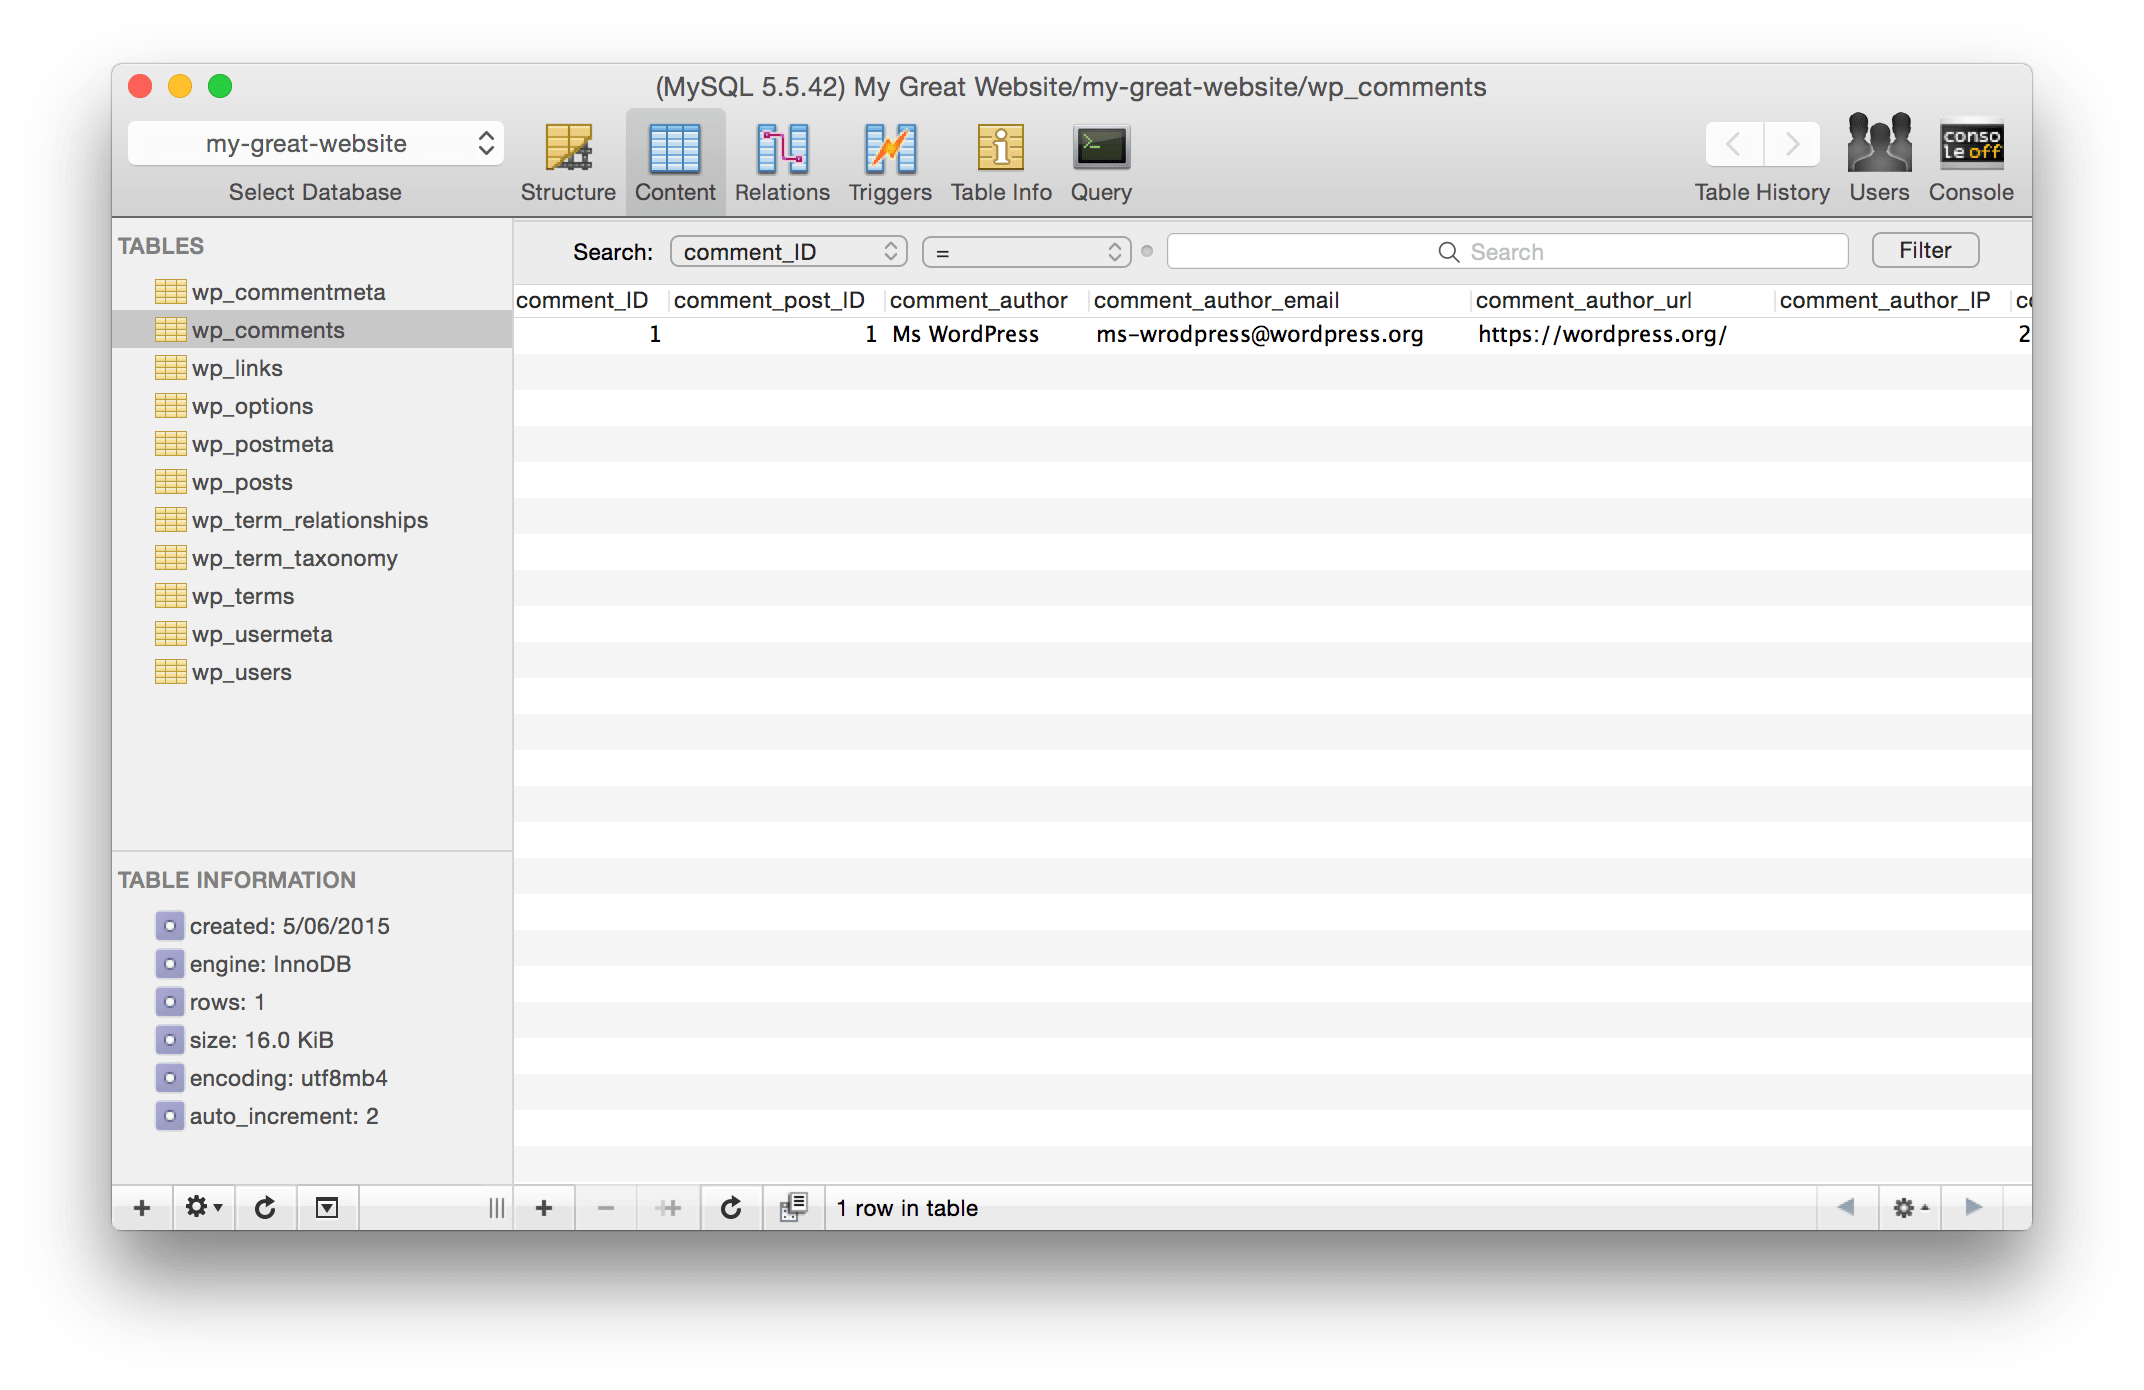 (MySQL 5.5.42) My Great Website/my-great-website/wp_comments
my-great-website
Select Database
Structure
Content
Relations
Triggers
Table Info
Query
Table History
Users
conso
le off
Console
TABLES
wp_commentmeta
wp_comments
wp_links
wp_options
wp_postmeta
wp_posts
wp_term_relationships
wp_term_taxonomy
wp_terms
wp_usermeta
wp_users
TABLE INFORMATION
created: 5/06/2015
engine: InnoDB
rows: 1
size: 16.0 KiB
encoding: utf8mb4
auto_increment: 2
Search: comment_ID = Search Filter
comment_ID comment_post_ID comment_author comment_author_email comment_author_url comment_author_IP
1 1 Ms WordPress ms-wrodpress@wordpress.org https://wordpress.org/ 2
1 row in table